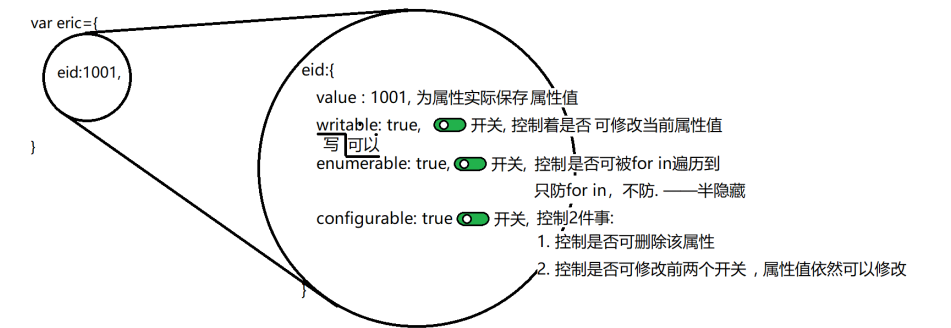 var eric={
eid:1001,
}
eid:{
value : 1001, 为属性实际保存属性值
writable: true, 开关, 控制着是否 可修改当前属性值
写 可以
enumerable: true, 开关, 控制是否可被for in遍历到
只防for in，不防. ——半隐藏
configurable: true 开关, 控制2件事:
1. 控制是否可删除该属性
2. 控制是否可修改前两个开关 , 属性值依然可以修改
}